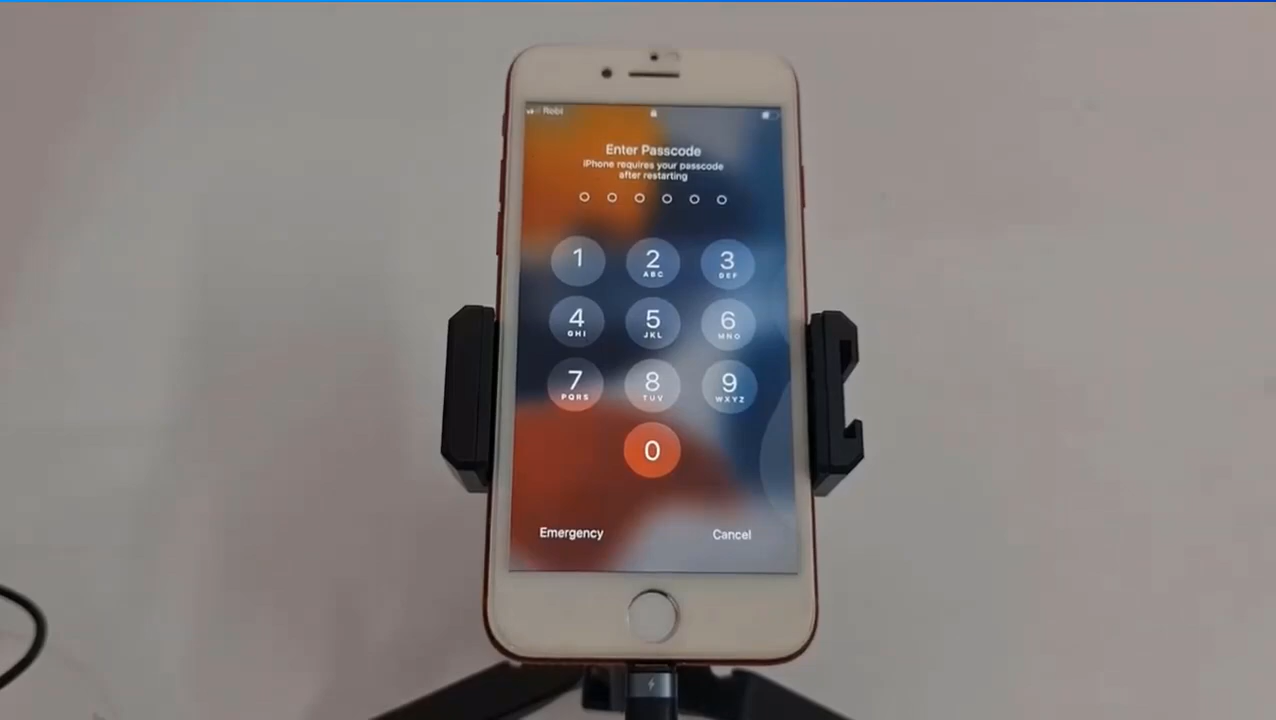 Robi
Enter Passcode
iPhone requires your passcode
after restarting
1
2
ABC
3
DEF
4
GHI
5
JKL
6
MNO
7
PQRS
8
TUV
9
WXYZ
0
Emergency
Cancel